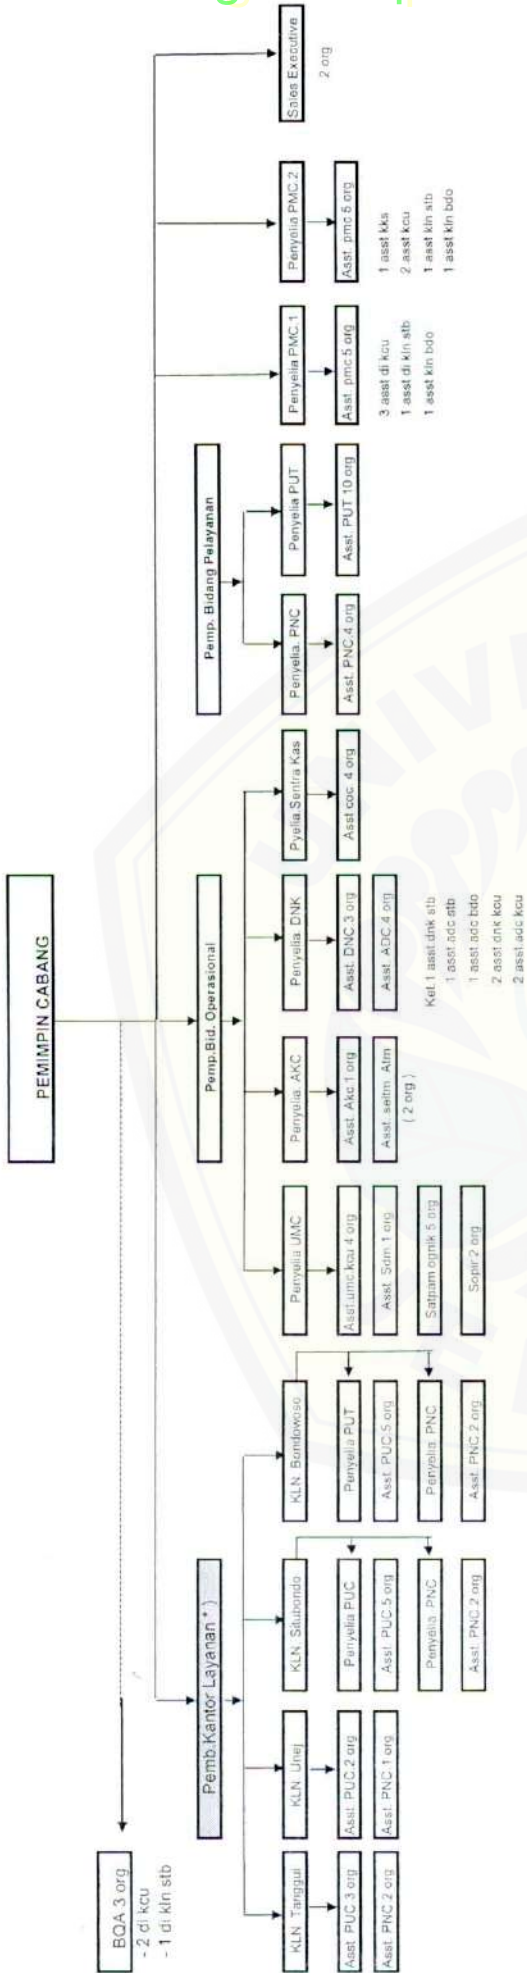 PEMIMPIN CABANG
BQA 3 org
- 2 di kcu
- 1 di kln stb
Pemb.Kantor Layanan *)
Pemp.Bid. Operasional
Pemp. Bidang Pelayanan
KLN. Tanggul
Asst. PUC.3 org
Asst. PNC.2 org
KLN. Unej
Asst. PUC.2 org
Asst. PNC.1 org
KLN. Situbondo
Penyelia PUC
Asst. PUC.5 org
Penyelia. PNC
Asst. PNC.2 org
KLN. Bondowoso
Penyelia PUT
Asst. PUC.5 org
Penyelia. PNC
Asst. PNC.2 org
Penyelia UMC
Asst.umc.kcu 4 org
Asst. Sdm.1 org
Satpam ognik 5 org
Sopir 2 org
Penyelia. AKC
Asst. Akc.1 org
Asst. seltm. Atm
( 2 org )
Penyelia. DNK
Asst. DNC.3 org
Asst. ADC.4 org
Ket.1 asst dnk stb
1 asst adc stb
1 asst adc bdo
2 asst dnk kcu
2 asst adc kcu
Pyelia.Sentra Kas
Asst coc. 4 org
Penyelia. PNC
Asst. PNC.4 org
Penyelia PUT
Asst. PUT 10 org
Penyelia PMC.1
Asst. pmc 5 org
3 asst di kcu
1 asst di kln stb
1 asst kln bdo
Penyelia PMC.2
Asst. pmc 5 org
1 asst kks
2 asst kcu
1 asst kln stb
1 asst kln bdo
Sales Executive
2 org